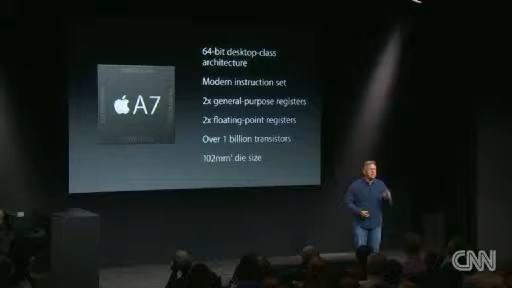 64-bit desktop-class
architecture
A7
Modern instruction set
2x general-purpose registers
2x floating-point registers
Over 1 billion transistors
102mm² die size
CNN